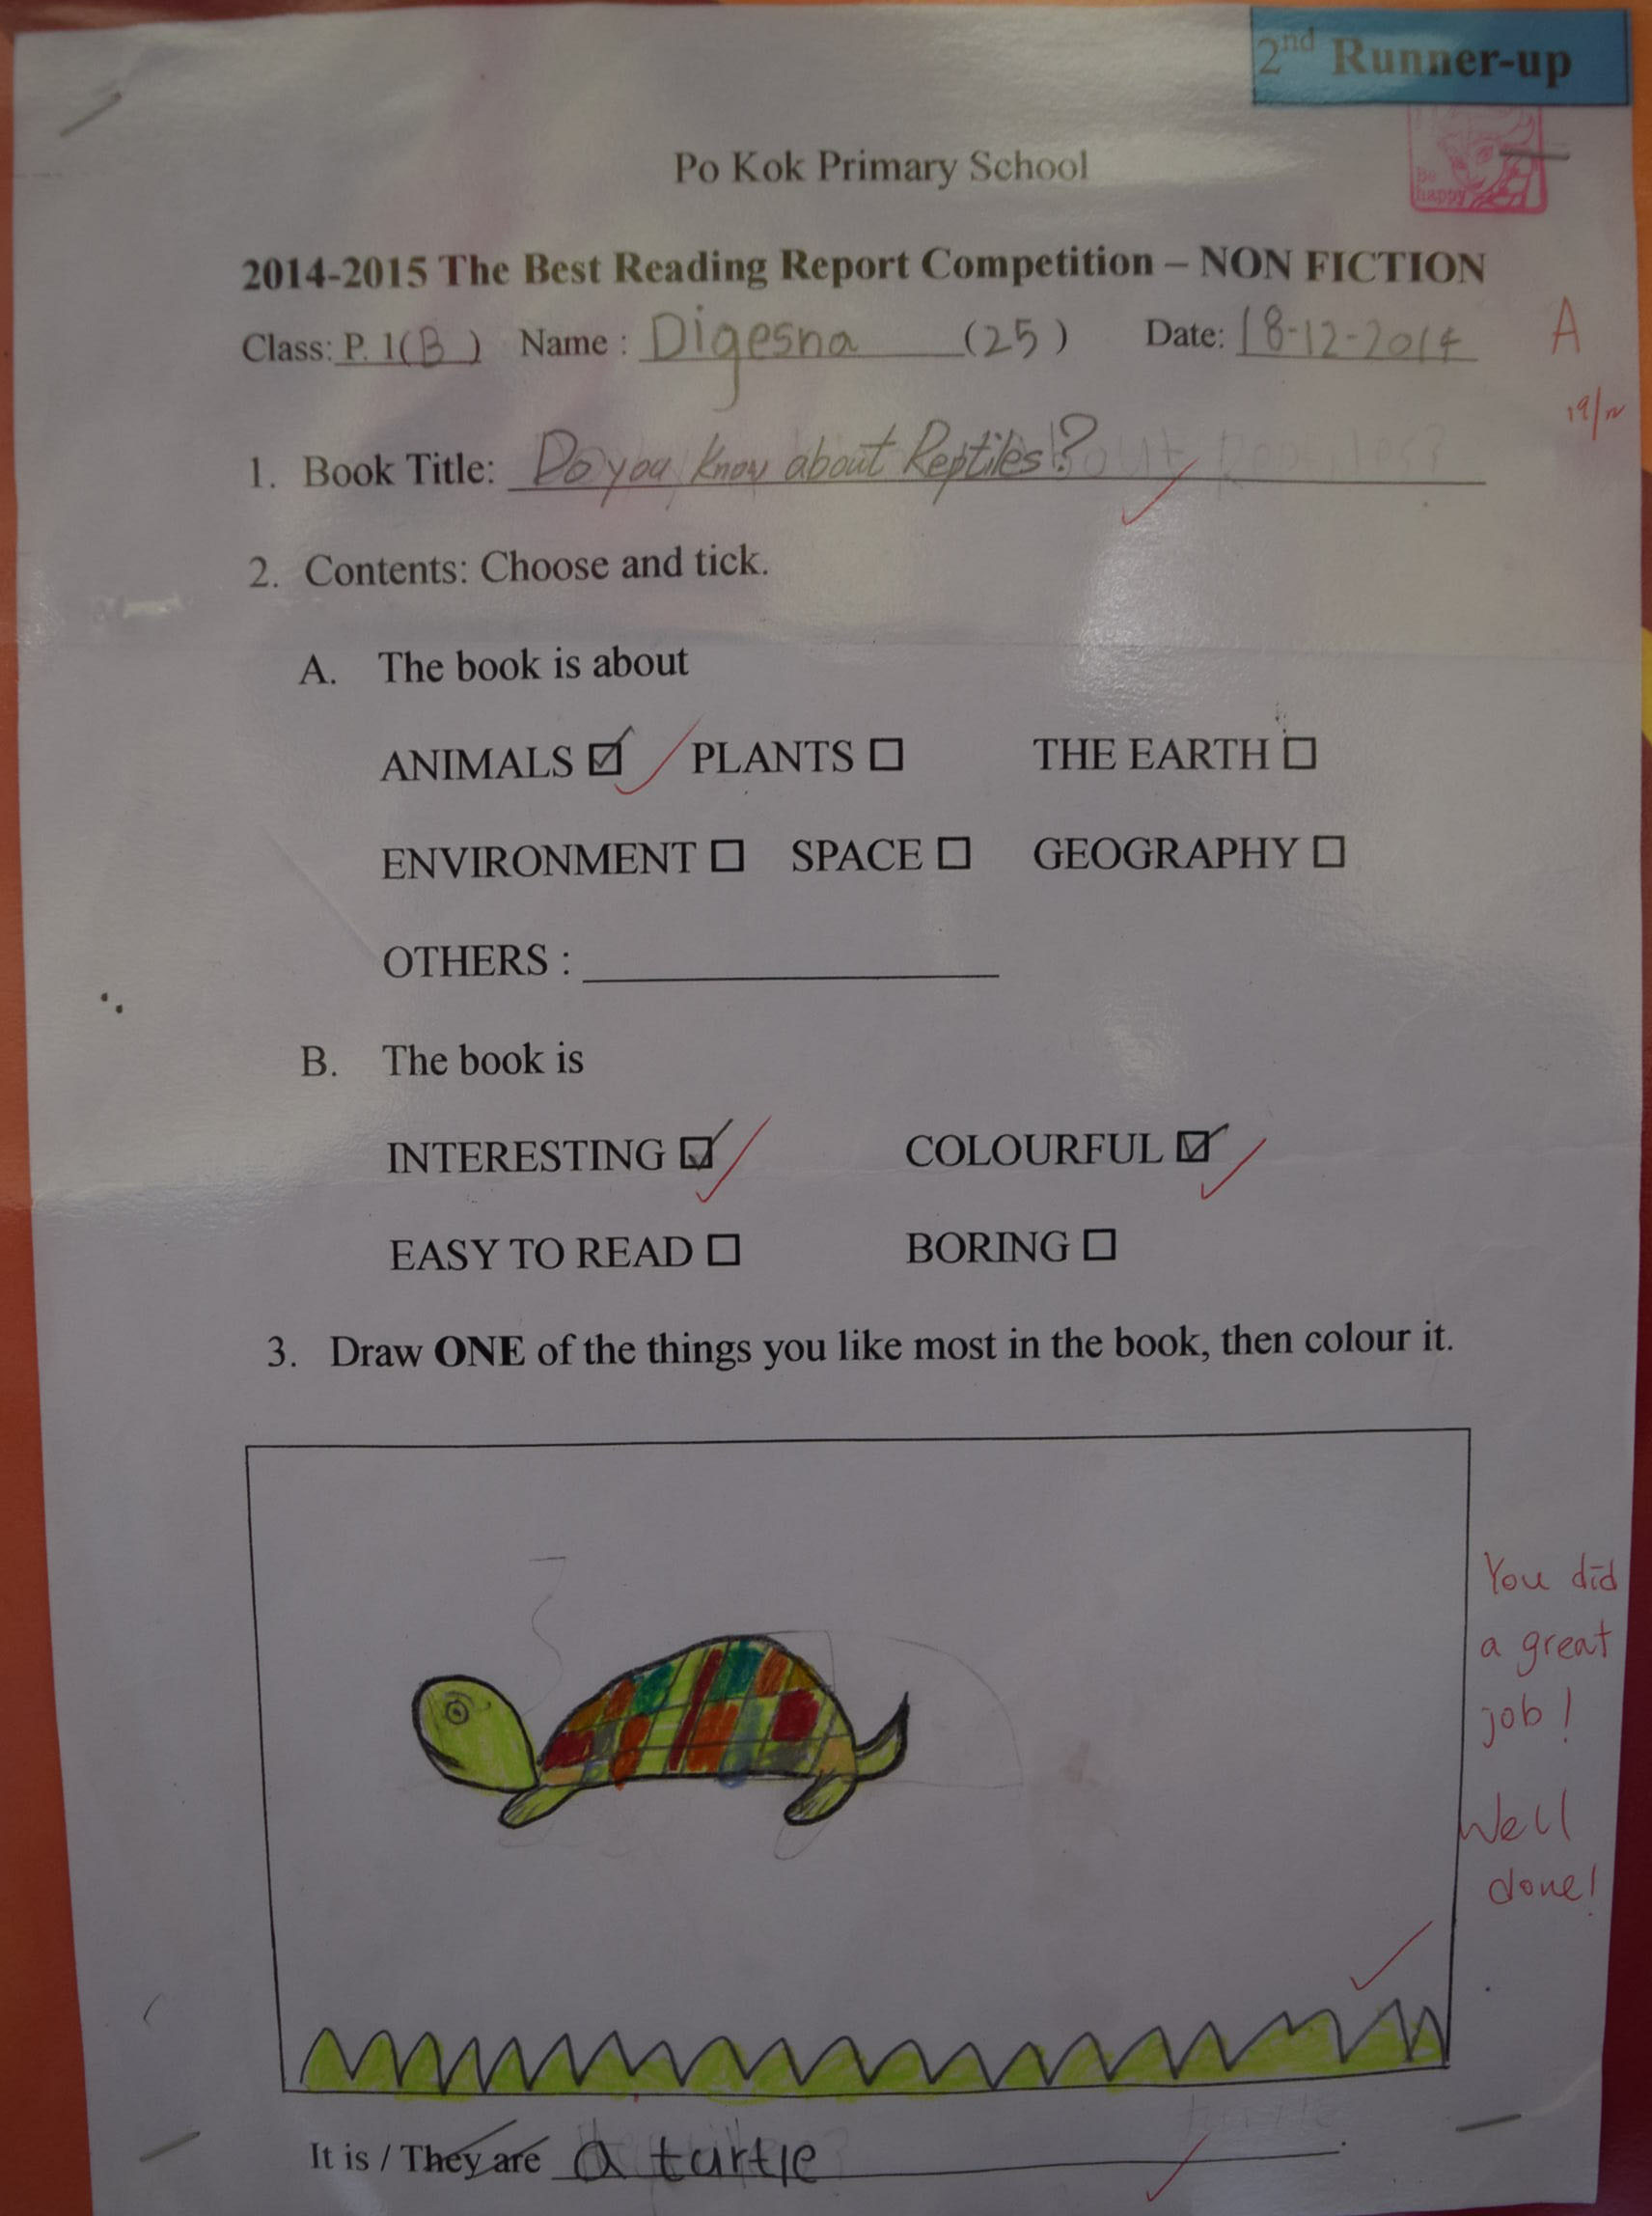 2nd Runner-up
Po Kok Primary School
Be happy
2014-2015 The Best Reading Report Competition – NON FICTION
Class: P. 1(B) Name : Digesna (25) Date: 18-12-2014 A
19/12
1. Book Title: Do you know about Reptiles?
2. Contents: Choose and tick.
A. The book is about
ANIMALS ☑ PLANTS ☐ THE EARTH ☐
ENVIRONMENT ☐ SPACE ☐ GEOGRAPHY ☐
OTHERS :
B. The book is
INTERESTING ☑ COLOURFUL ☑
EASY TO READ ☐ BORING ☐
3. Draw ONE of the things you like most in the book, then colour it.
You did
a great
job!
Well
done!
It is / They are a turtle.